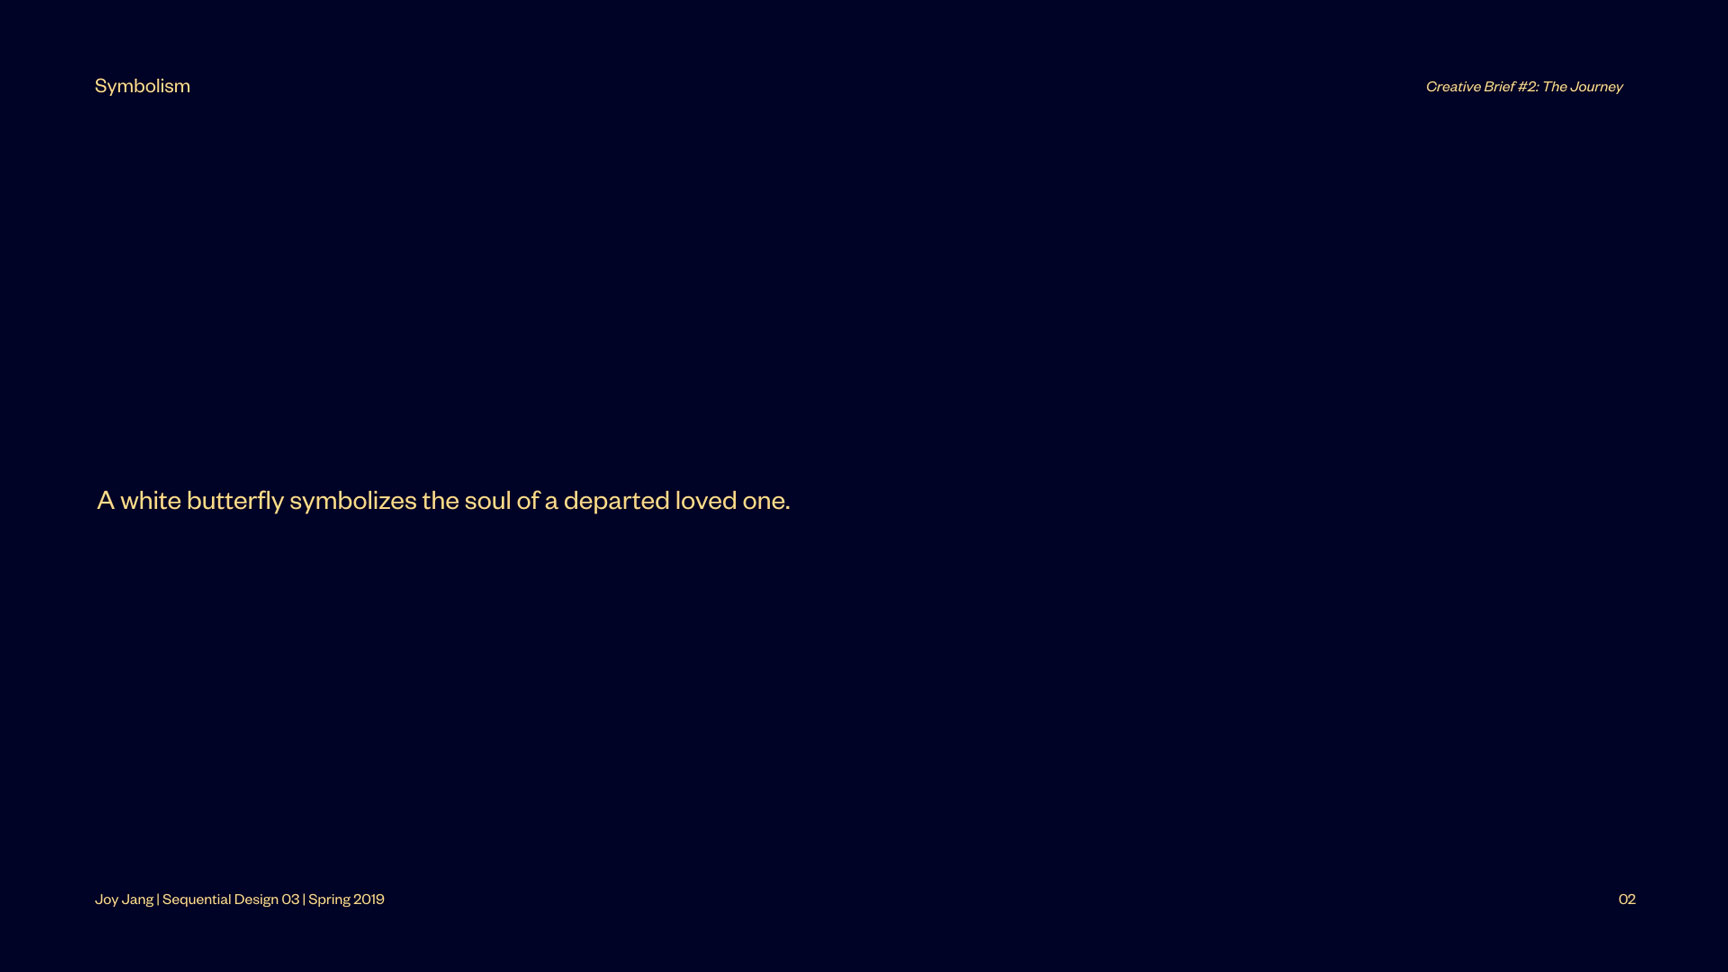 Symbolism
Creative Brief #2: The Journey
A white butterfly symbolizes the soul of a departed loved one.
Joy Jang | Sequential Design 03 | Spring 2019
02